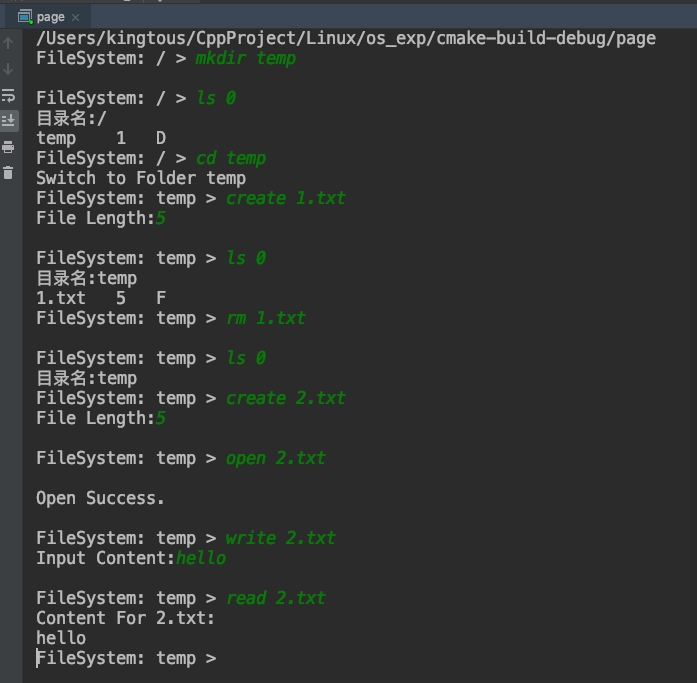 page
/Users/kingtous/CppProject/Linux/os_exp/cmake-build-debug/page
FileSystem: / > mkdir temp
FileSystem: / > ls 0
目录名:/
temp    1   D
FileSystem: / > cd temp
Switch to Folder temp
FileSystem: temp > create 1.txt
File Length:5
FileSystem: temp > ls 0
目录名:temp
1.txt   5   F
FileSystem: temp > rm 1.txt
FileSystem: temp > ls 0
目录名:temp
FileSystem: temp > create 2.txt
File Length:5
FileSystem: temp > open 2.txt
Open Success.
FileSystem: temp > write 2.txt
Input Content:hello
FileSystem: temp > read 2.txt
Content For 2.txt:
hello
FileSystem: temp >